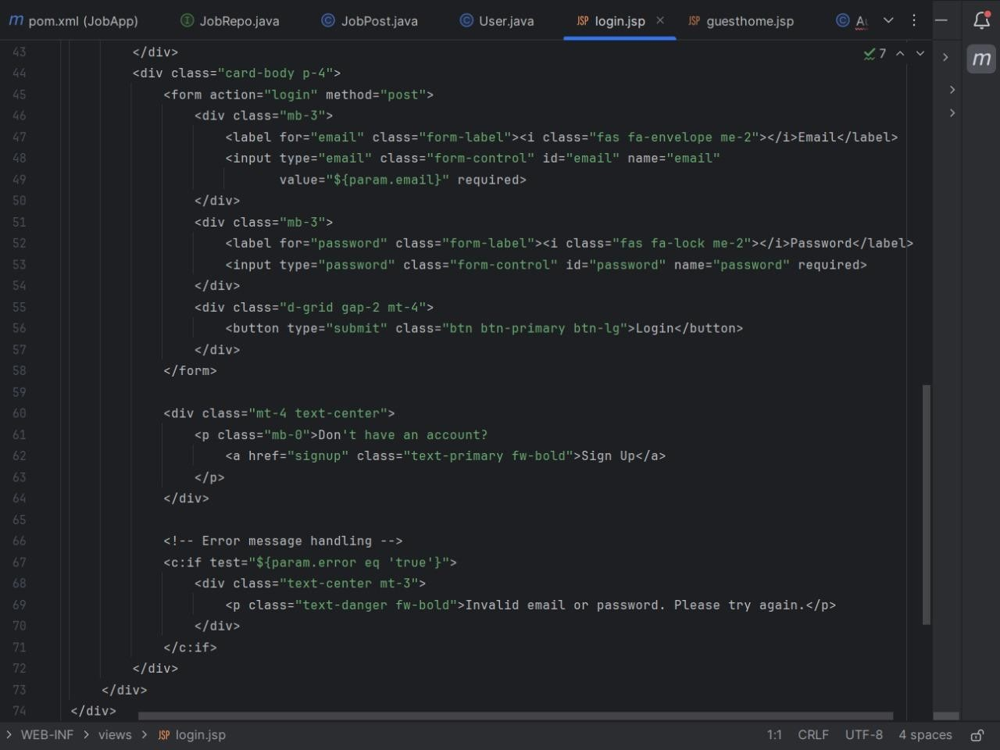 m pom.xml (JobApp) I JobRepo.java C JobPost.java C User.java JSP login.jsp JSP guesthome.jsp C
7
m
43 </div>
44 <div class="card-body p-4">
45 <form action="login" method="post">
46 <div class="mb-3">
47 <label for="email" class="form-label"><i class="fas fa-envelope me-2"></i>Email</label>
48 <input type="email" class="form-control" id="email" name="email"
49 value="${param.email}" required>
50 </div>
51 <div class="mb-3">
52 <label for="password" class="form-label"><i class="fas fa-lock me-2"></i>Password</label>
53 <input type="password" class="form-control" id="password" name="password" required>
54 </div>
55 <div class="d-grid gap-2 mt-4">
56 <button type="submit" class="btn btn-primary btn-lg">Login</button>
57 </div>
58 </form>
59
60 <div class="mt-4 text-center">
61 <p class="mb-0">Don't have an account?
62 <a href="signup" class="text-primary fw-bold">Sign Up</a>
63 </p>
64 </div>
65
66 <!-- Error message handling -->
67 <c:if test="${param.error eq 'true'}">
68 <div class="text-center mt-3">
69 <p class="text-danger fw-bold">Invalid email or password. Please try again.</p>
70 </div>
71 </c:if>
72 </div>
73 </div>
74 </div>
> WEB-INF > views > JSP login.jsp 1:1 CRLF UTF-8 4 spaces